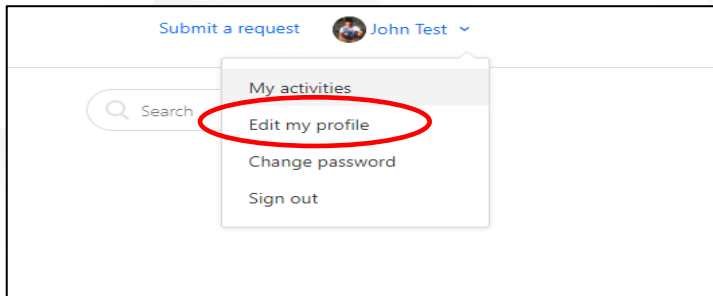 Submit a request John Test
My activities
Search
Edit my profile
Change password
Sign out